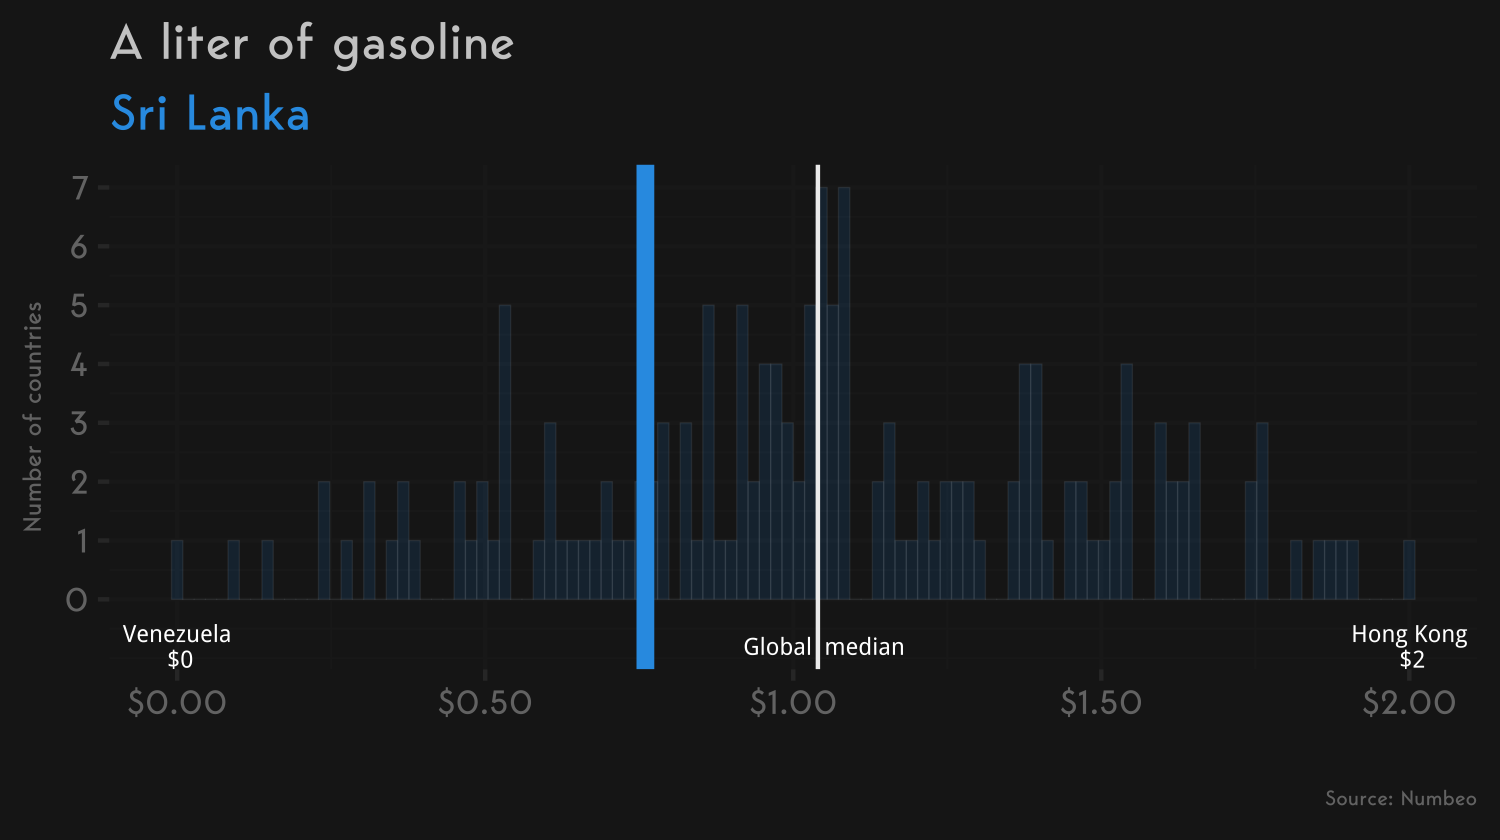 A liter of gasoline
Sri Lanka
Number of countries
7
6
5
4
3
2
1
0
Venezuela
$0
Global median
Hong Kong
$2
$0.00 $0.50 $1.00 $1.50 $2.00
Source: Numbeo